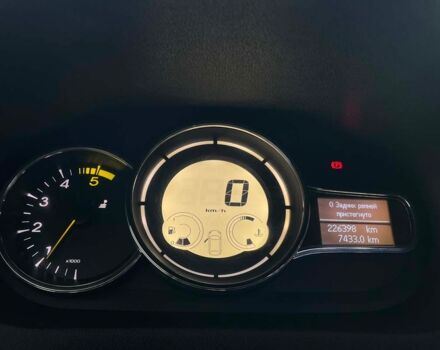 5
4
3
2
1
x1000
0
km/h
0 Задних ремней
пристегнуто
226398 km
7433.0 km